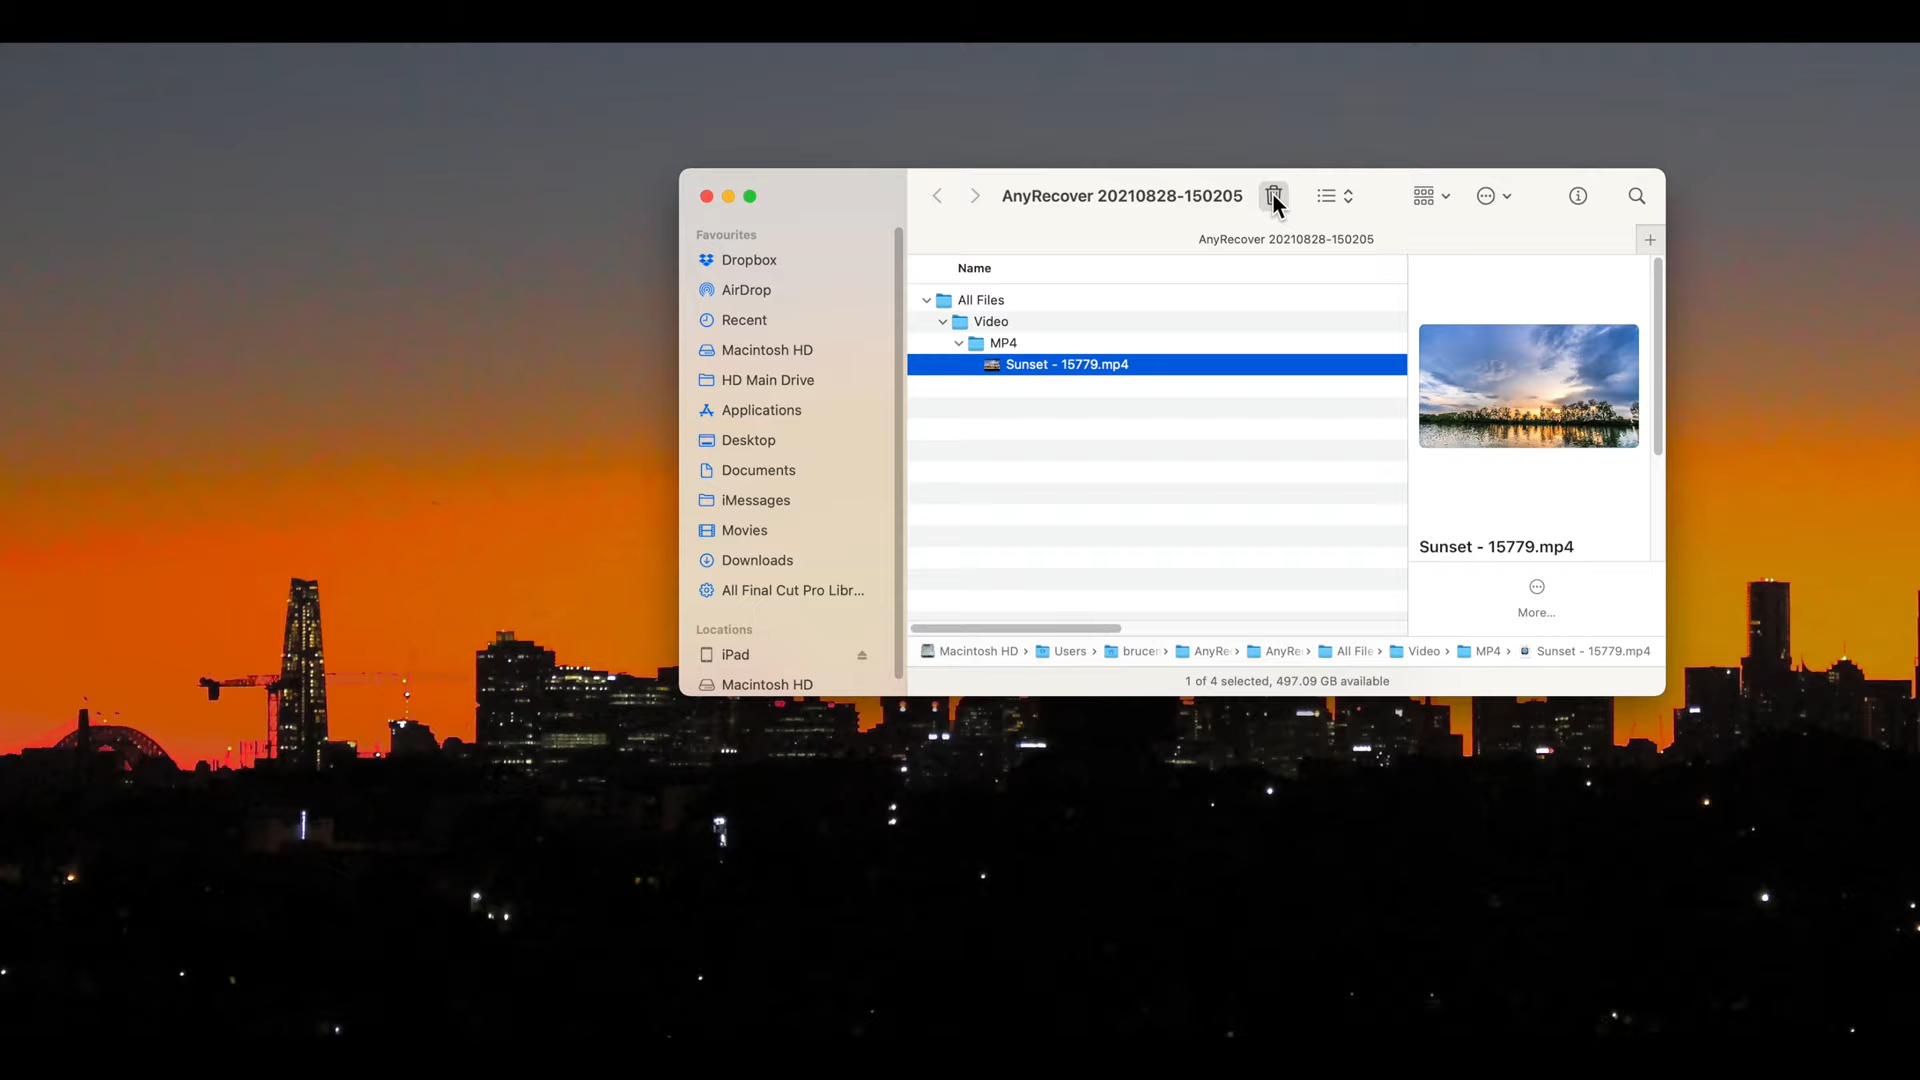 AnyRecover 20210828-150205
AnyRecover 20210828-150205
Favourites
Dropbox
AirDrop
Recent
Macintosh HD
HD Main Drive
Applications
Desktop
Documents
iMessages
Movies
Downloads
All Final Cut Pro Libr...
Locations
iPad
Macintosh HD
Name
All Files
Video
MP4
Sunset - 15779.mp4
Sunset - 15779.mp4
More...
Macintosh HD › Users › brucer › AnyRe › AnyRe › All File › Video › MP4 › Sunset - 15779.mp4
1 of 4 selected, 497.09 GB available